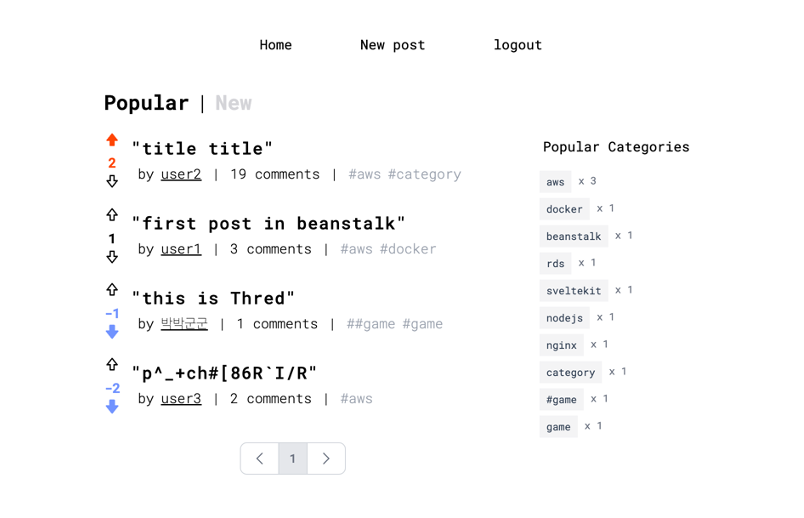 Home New post logout
Popular | New
2
"title title"
by user2 | 19 comments | #aws #category
1
"first post in beanstalk"
by user1 | 3 comments | #aws #docker
-1
"this is Thred"
by 박박군군 | 1 comments | ##game #game
-2
"p^_+ch#[86R`I/R"
by user3 | 2 comments | #aws
1
Popular Categories
aws x 3
docker x 1
beanstalk x 1
rds x 1
sveltekit x 1
nodejs x 1
nginx x 1
category x 1
#game x 1
game x 1